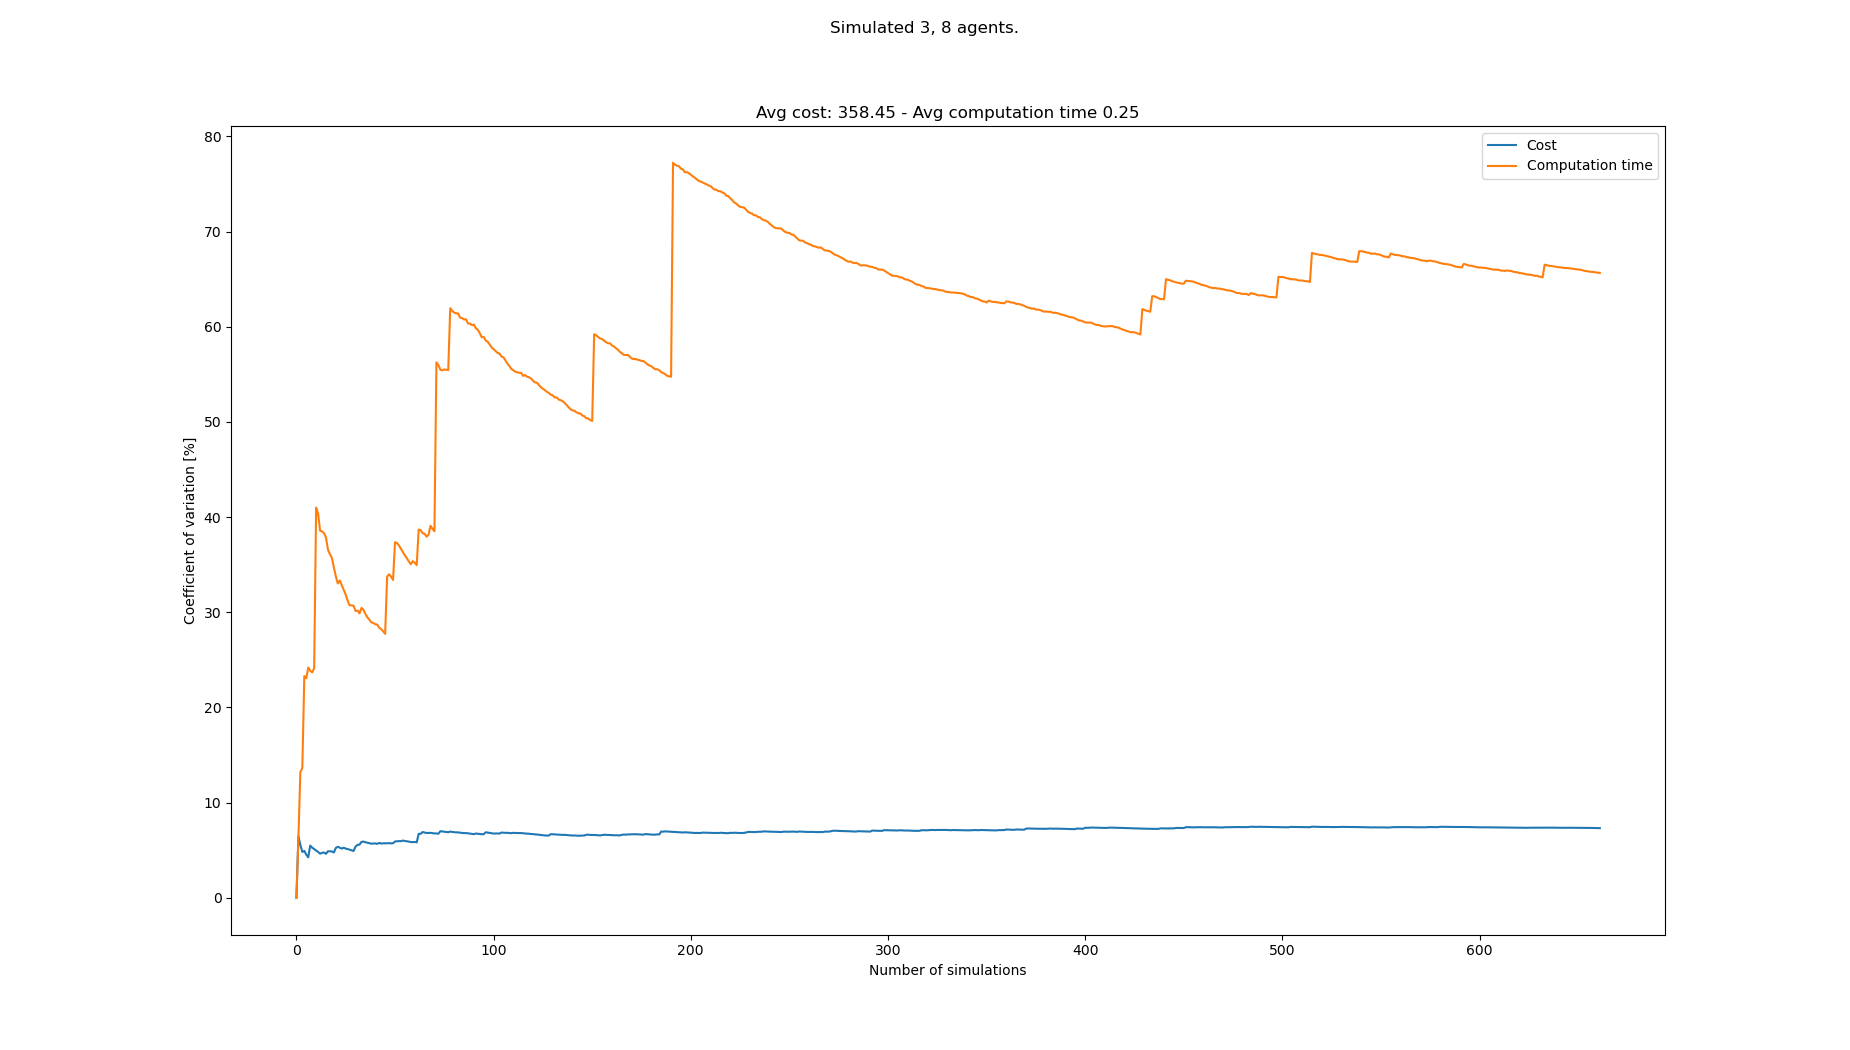 Simulated 3, 8 agents.
Avg cost: 358.45 - Avg computation time 0.25
Cost
Computation time
Coefficient of variation [%]
80
70
60
50
40
30
20
10
0
0 100 200 300 400 500 600
Number of simulations